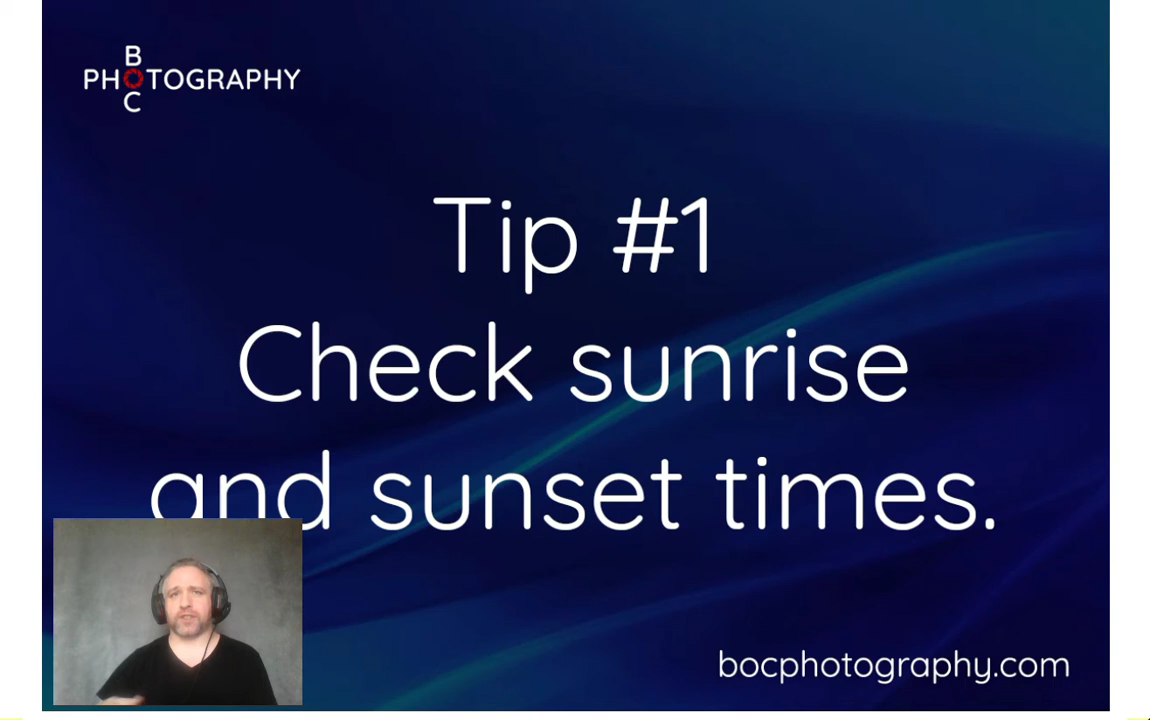 B
PHOTOGRAPHY
C
Tip #1
Check sunrise
and sunset times.
bocphotography.com